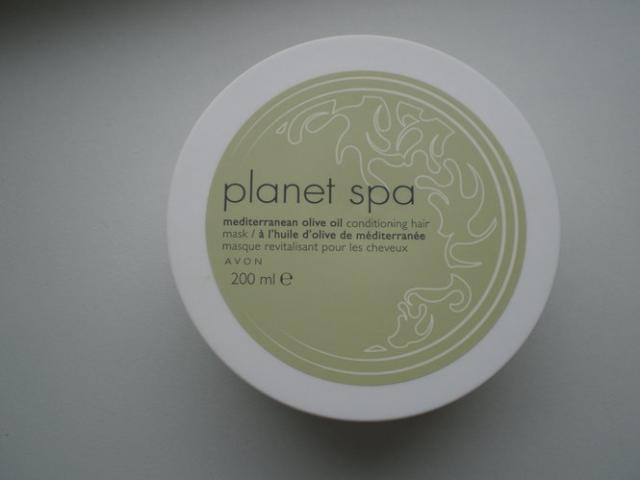 planet spa
mediterranean olive oil conditioning hair
mask / à l'huile d'olive de méditerranée
masque revitalisant pour les cheveux
AVON
200 ml ℮